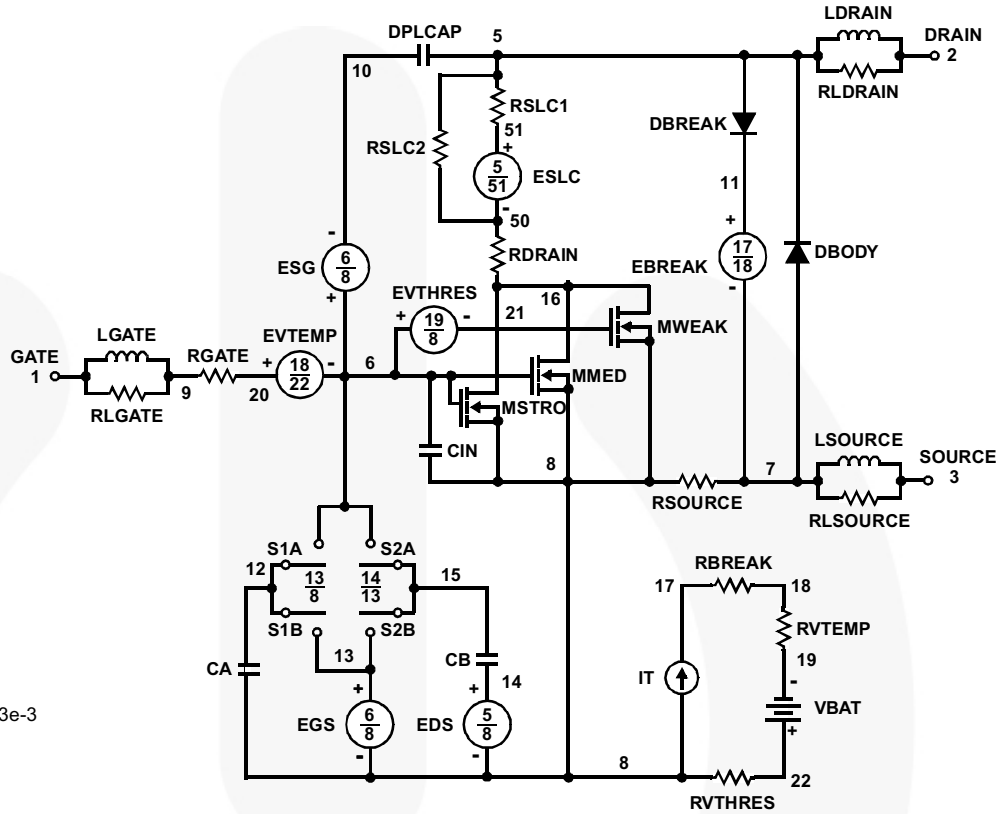 LDRAIN
DPLCAP 5 DRAIN
10 2
RSLC1 RLDRAIN
DBREAK
51
RSLC2
+
5
51
ESLC
11
-
50
-
+
RDRAIN
6
8
ESG
17
18
EBREAK
DBODY
+
EVTHRES
16
-
+
19
8
-
21
MWEAK
LGATE
EVTEMP
GATE
1
RGATE
+
18
22
-
6
MMED
9
20
MSTRO
RLGATE
CIN
LSOURCE
8
7
SOURCE
3
RSOURCE
RLSOURCE
S1A
S2A
12
13
8
14
13
15
RBREAK
17
18
S1B
S2B
RVTEMP
13
CB
19
CA
14
IT
-
+
+
3e-3
VBAT
EGS
6
8
EDS
5
8
+
-
-
8
22
RVTHRES